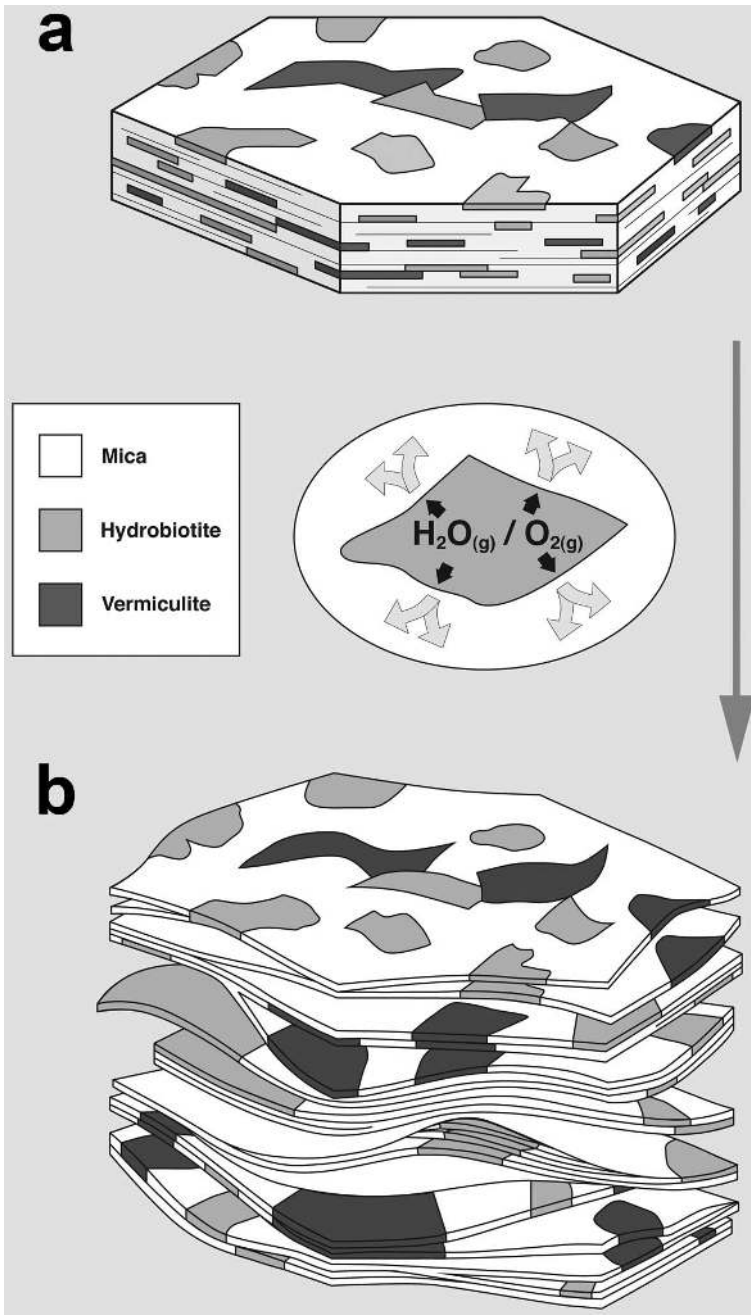 a
Mica
Hydrobiotite
Vermiculite
H₂O(g) / O₂(g)
b